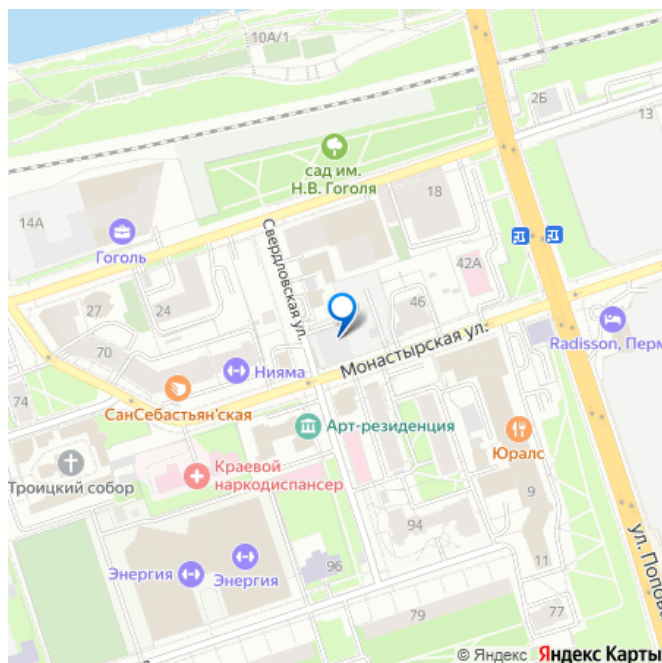 10А/1
2Б
13
сад им.
Н.В. Гоголя
18
14А
Гоголь
Свердловская ул.
42А
27
24
46
Radisson, Перм
70
Монастырская ул.
Нияма
74
СанСебастьян'ская
Арт-резиденция
Юралс
Троицкий собор
Краевой
наркодиспансер
9
94
ул. Попова
Энергия
Энергия
96
11
79
77
© Яндекс Яндекс Карты